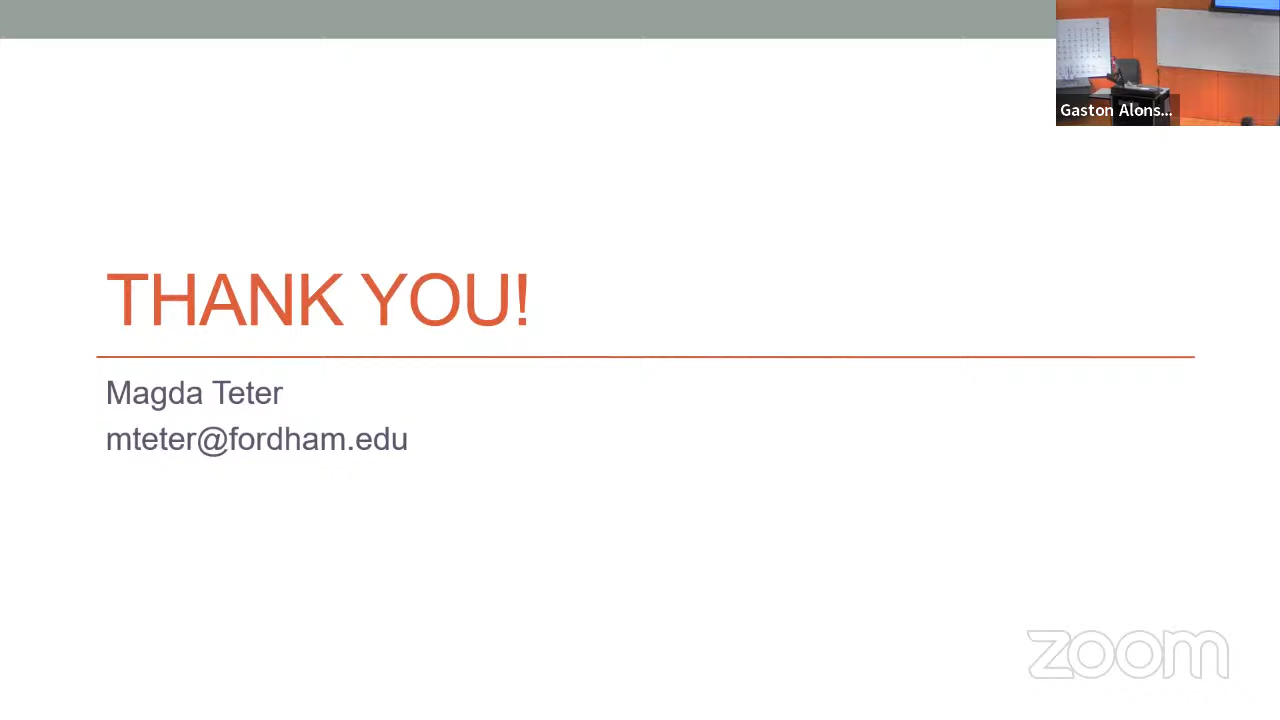 Gaston Alons...
THANK YOU!
Magda Teter
mteter@fordham.edu
zoom